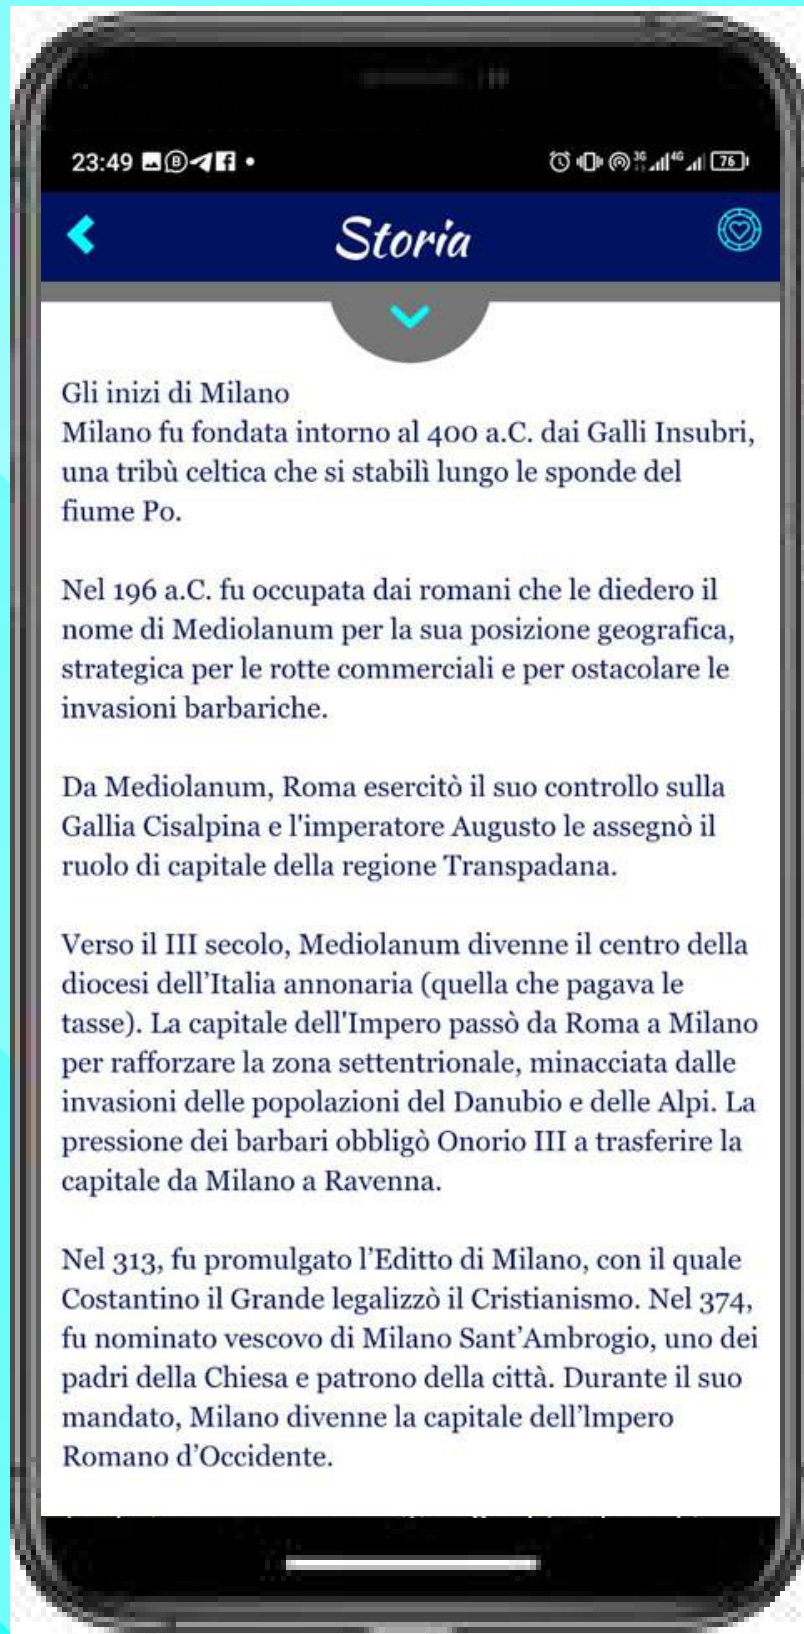 23:49
3G 4G 76
Storia
Gli inizi di Milano
Milano fu fondata intorno al 400 a.C. dai Galli Insubri,
una tribù celtica che si stabilì lungo le sponde del
fiume Po.
Nel 196 a.C. fu occupata dai romani che le diedero il
nome di Mediolanum per la sua posizione geografica,
strategica per le rotte commerciali e per ostacolare le
invasioni barbariche.
Da Mediolanum, Roma esercitò il suo controllo sulla
Gallia Cisalpina e l'imperatore Augusto le assegnò il
ruolo di capitale della regione Transpadana.
Verso il III secolo, Mediolanum divenne il centro della
diocesi dell’Italia annonaria (quella che pagava le
tasse). La capitale dell'Impero passò da Roma a Milano
per rafforzare la zona settentrionale, minacciata dalle
invasioni delle popolazioni del Danubio e delle Alpi. La
pressione dei barbari obbligò Onorio III a trasferire la
capitale da Milano a Ravenna.
Nel 313, fu promulgato l’Editto di Milano, con il quale
Costantino il Grande legalizzò il Cristianismo. Nel 374,
fu nominato vescovo di Milano Sant’Ambrogio, uno dei
padri della Chiesa e patrono della città. Durante il suo
mandato, Milano divenne la capitale dell’lmpero
Romano d’Occidente.